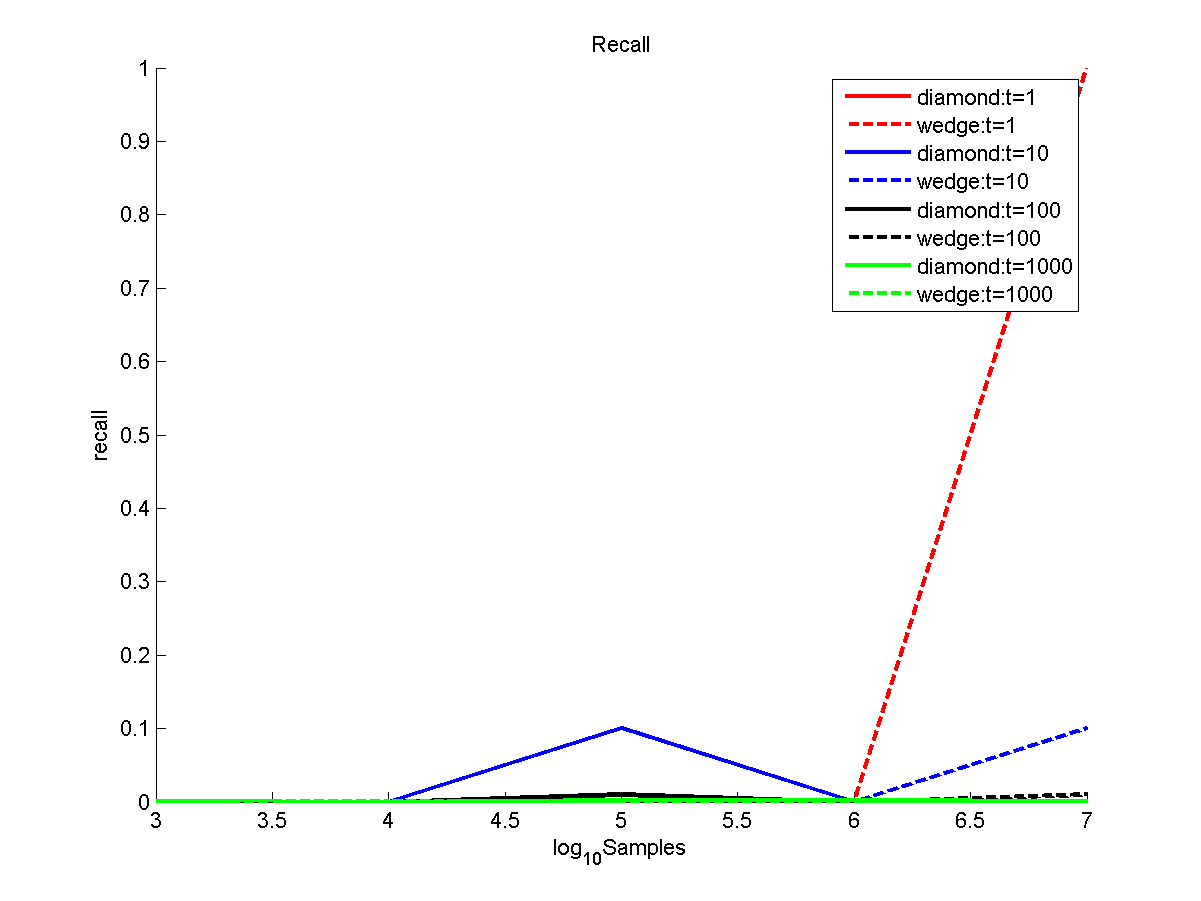 Recall
1
0.9
0.8
0.7
0.6
0.5
0.4
0.3
0.2
0.1
0
recall
diamond:t=1
wedge:t=1
diamond:t=10
wedge:t=10
diamond:t=100
wedge:t=100
diamond:t=1000
wedge:t=1000
3 3.5 4 4.5 5 5.5 6 6.5 7
log10Samples